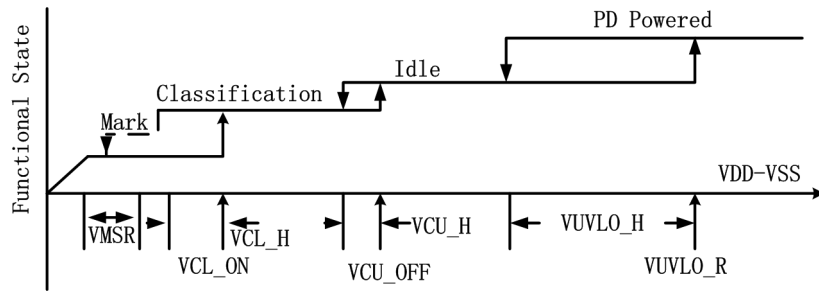 PD Powered
Idle
Classification
Mark
Functional State
VDD-VSS
VMSR
VCL_H
VCU_H
VUVLO_H
VCL_ON
VCU_OFF
VUVLO_R